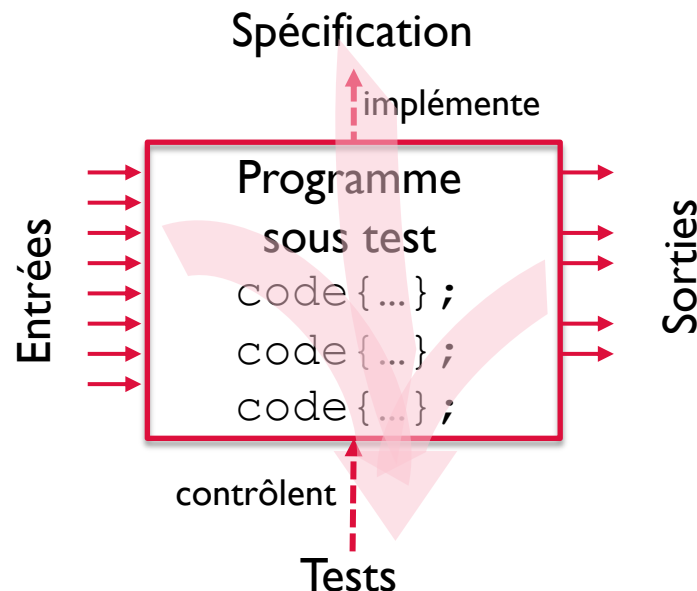 Spécification
implémente
Programme
sous test
code{…};
code{…};
code{…};
Entrées
Sorties
contrôlent
Tests